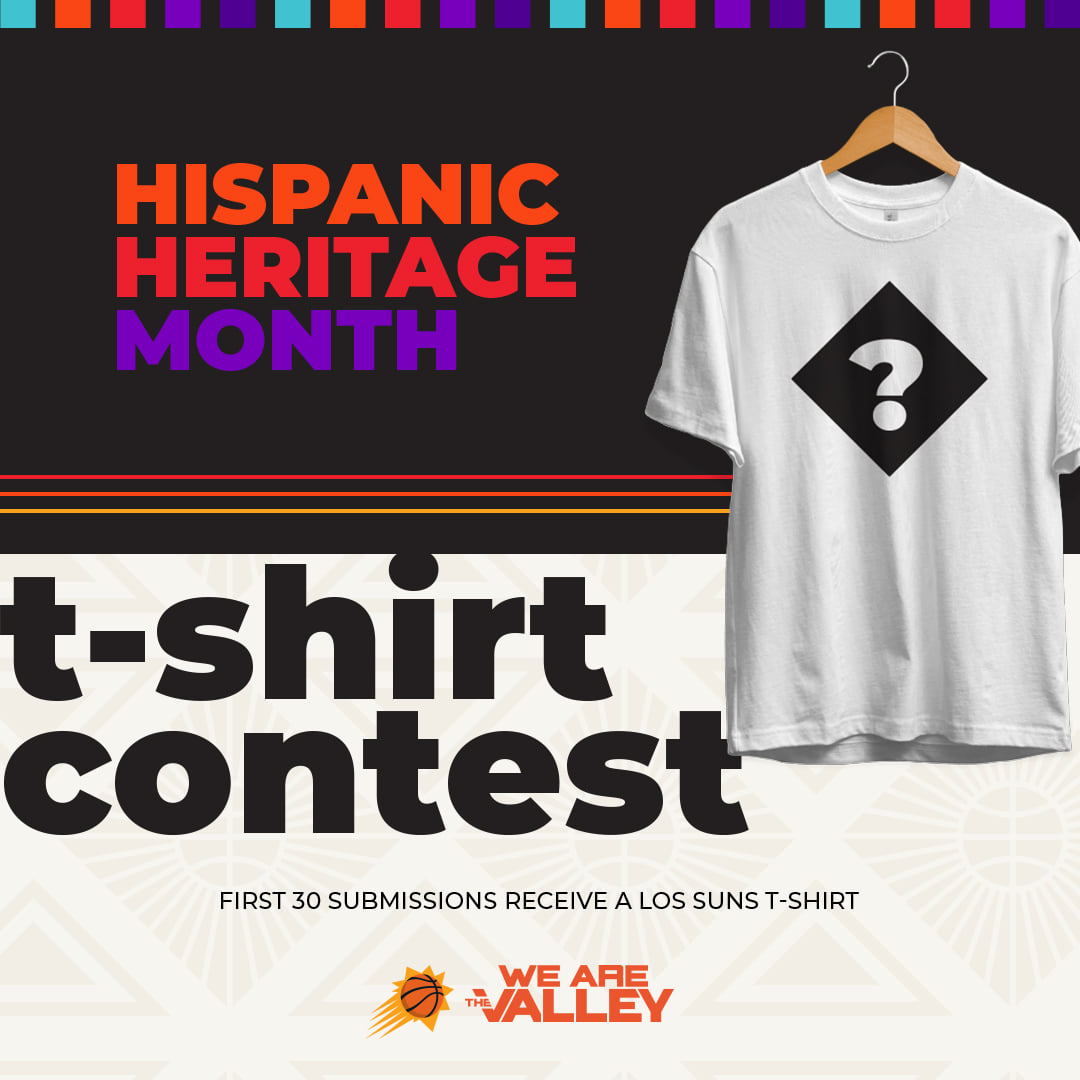 HISPANIC
HERITAGE
MONTH
?
t-shirt
contest
FIRST 30 SUBMISSIONS RECEIVE A LOS SUNS T-SHIRT
WE ARE
THE VALLEY